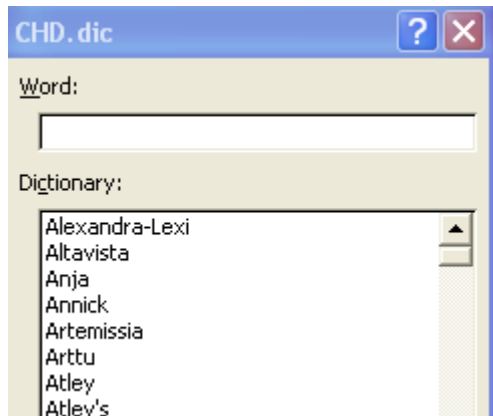 CHD.dic
Word:
Dictionary:
Alexandra-Lexi
Altavista
Anja
Annick
Artemissia
Arttu
Atley
Atley's